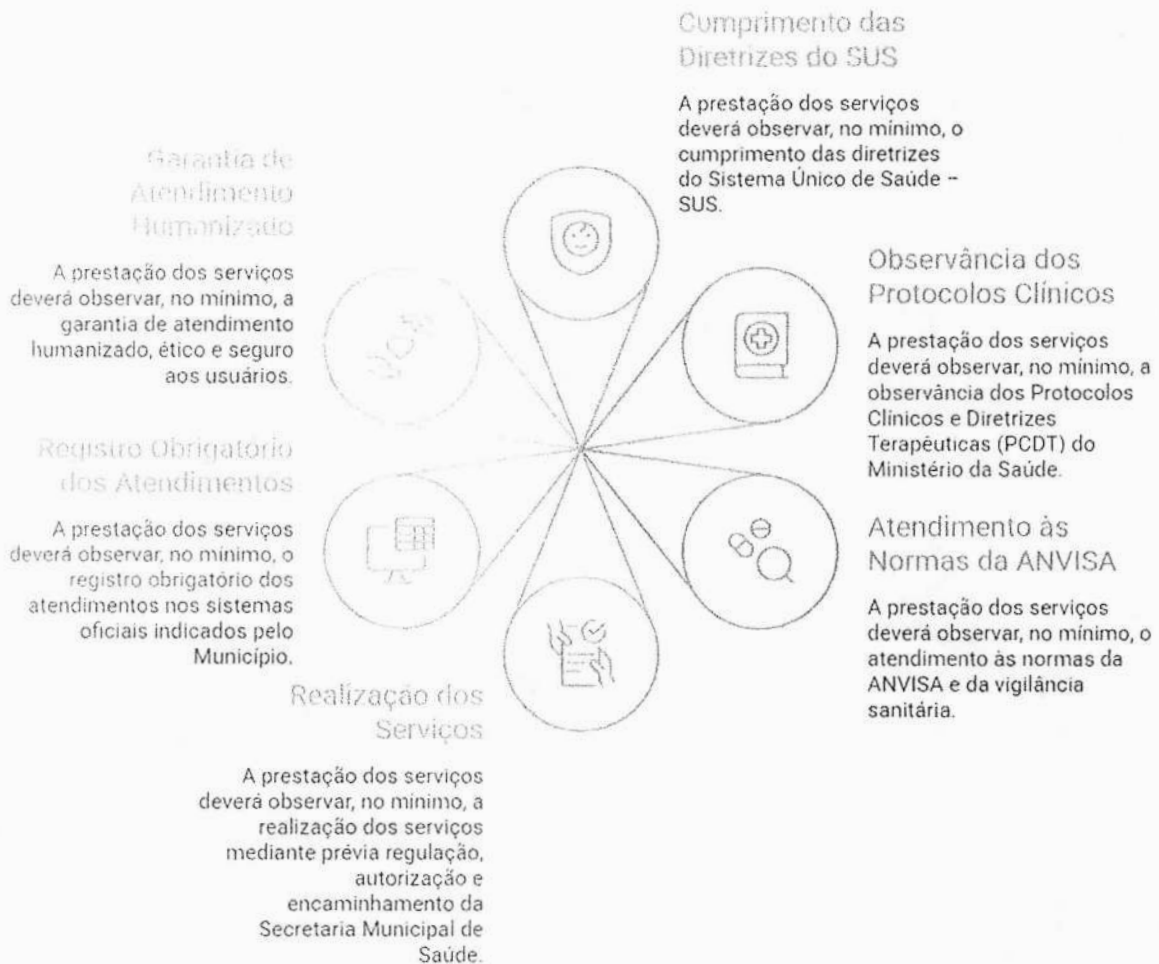 Cumprimento das
Diretrizes do SUS
A prestação dos serviços
deverá observar, no mínimo, o
cumprimento das diretrizes
do Sistema Único de Saúde –
SUS.
Observância dos
Protocolos Clínicos
A prestação dos serviços
deverá observar, no mínimo, a
observância dos Protocolos
Clínicos e Diretrizes
Terapêuticas (PCDT) do
Ministério da Saúde.
Atendimento às
Normas da ANVISA
A prestação dos serviços
deverá observar, no mínimo, o
atendimento às normas da
ANVISA e da vigilância
sanitária.
Realização dos
Serviços
A prestação dos serviços
deverá observar, no mínimo, a
realização dos serviços
mediante prévia regulação,
autorização e
encaminhamento da
Secretaria Municipal de
Saúde.
Registro Obrigatório
dos Atendimentos
A prestação dos serviços
deverá observar, no mínimo, o
registro obrigatório dos
atendimentos nos sistemas
oficiais indicados pelo
Município.
Garantia de
Atendimento
Humanizado
A prestação dos serviços
deverá observar, no mínimo, a
garantia de atendimento
humanizado, ético e seguro
aos usuários.